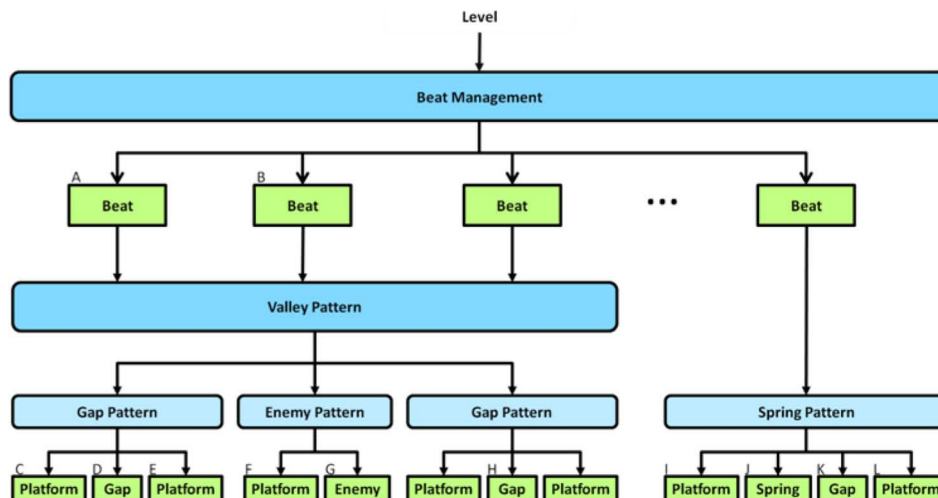 Level
Beat Management
A
B
Beat
Beat
Beat
...
Beat
Valley Pattern
Gap Pattern
Enemy Pattern
Gap Pattern
Spring Pattern
C
D
E
F
G
H
I
J
K
L
Platform
Gap
Platform
Platform
Enemy
Platform
Gap
Platform
Platform
Spring
Gap
Platform